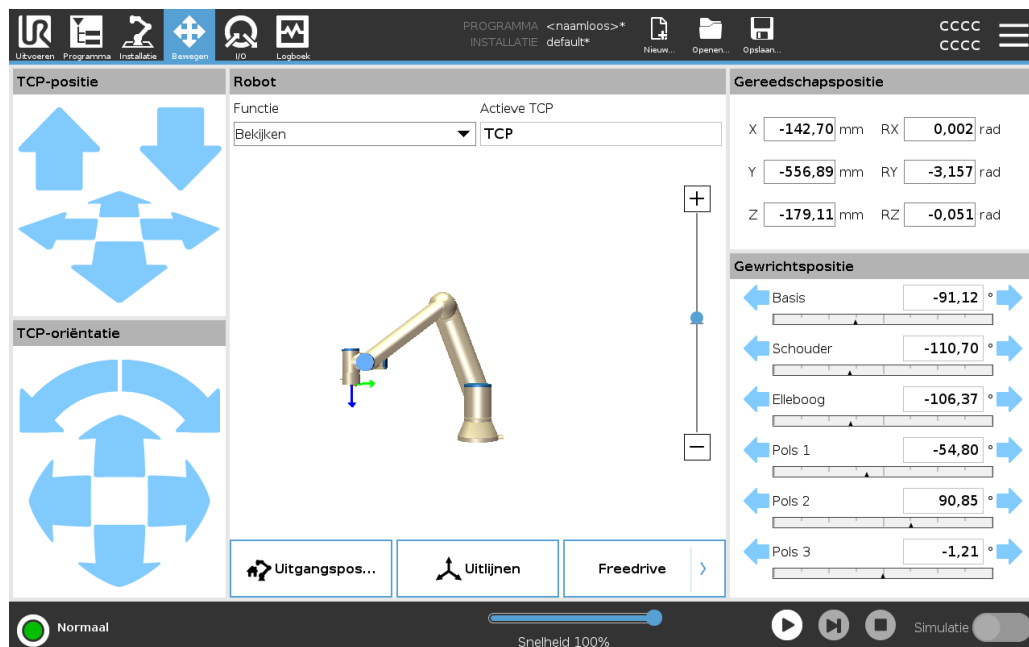 UR
Uitvoeren Programma Installatie Bewegen I/O Logboek
PROGRAMMA <naamloos>*
INSTALLATIE default*
Nieuw... Openen... Opslaan...
CCCC
CCCC
TCP-positie
Robot
Functie Actieve TCP
Bekijken TCP
+
−
TCP-oriëntatie
Uitgangspos... Uitlijnen Freedrive
Gereedschapspositie
X -142,70 mm RX 0,002 rad
Y -556,89 mm RY -3,157 rad
Z -179,11 mm RZ -0,051 rad
Gewrichtspositie
Basis -91,12 °
Schouder -110,70 °
Elleboog -106,37 °
Pols 1 -54,80 °
Pols 2 90,85 °
Pols 3 -1,21 °
Normaal
Snelheid 100%
Simulatie